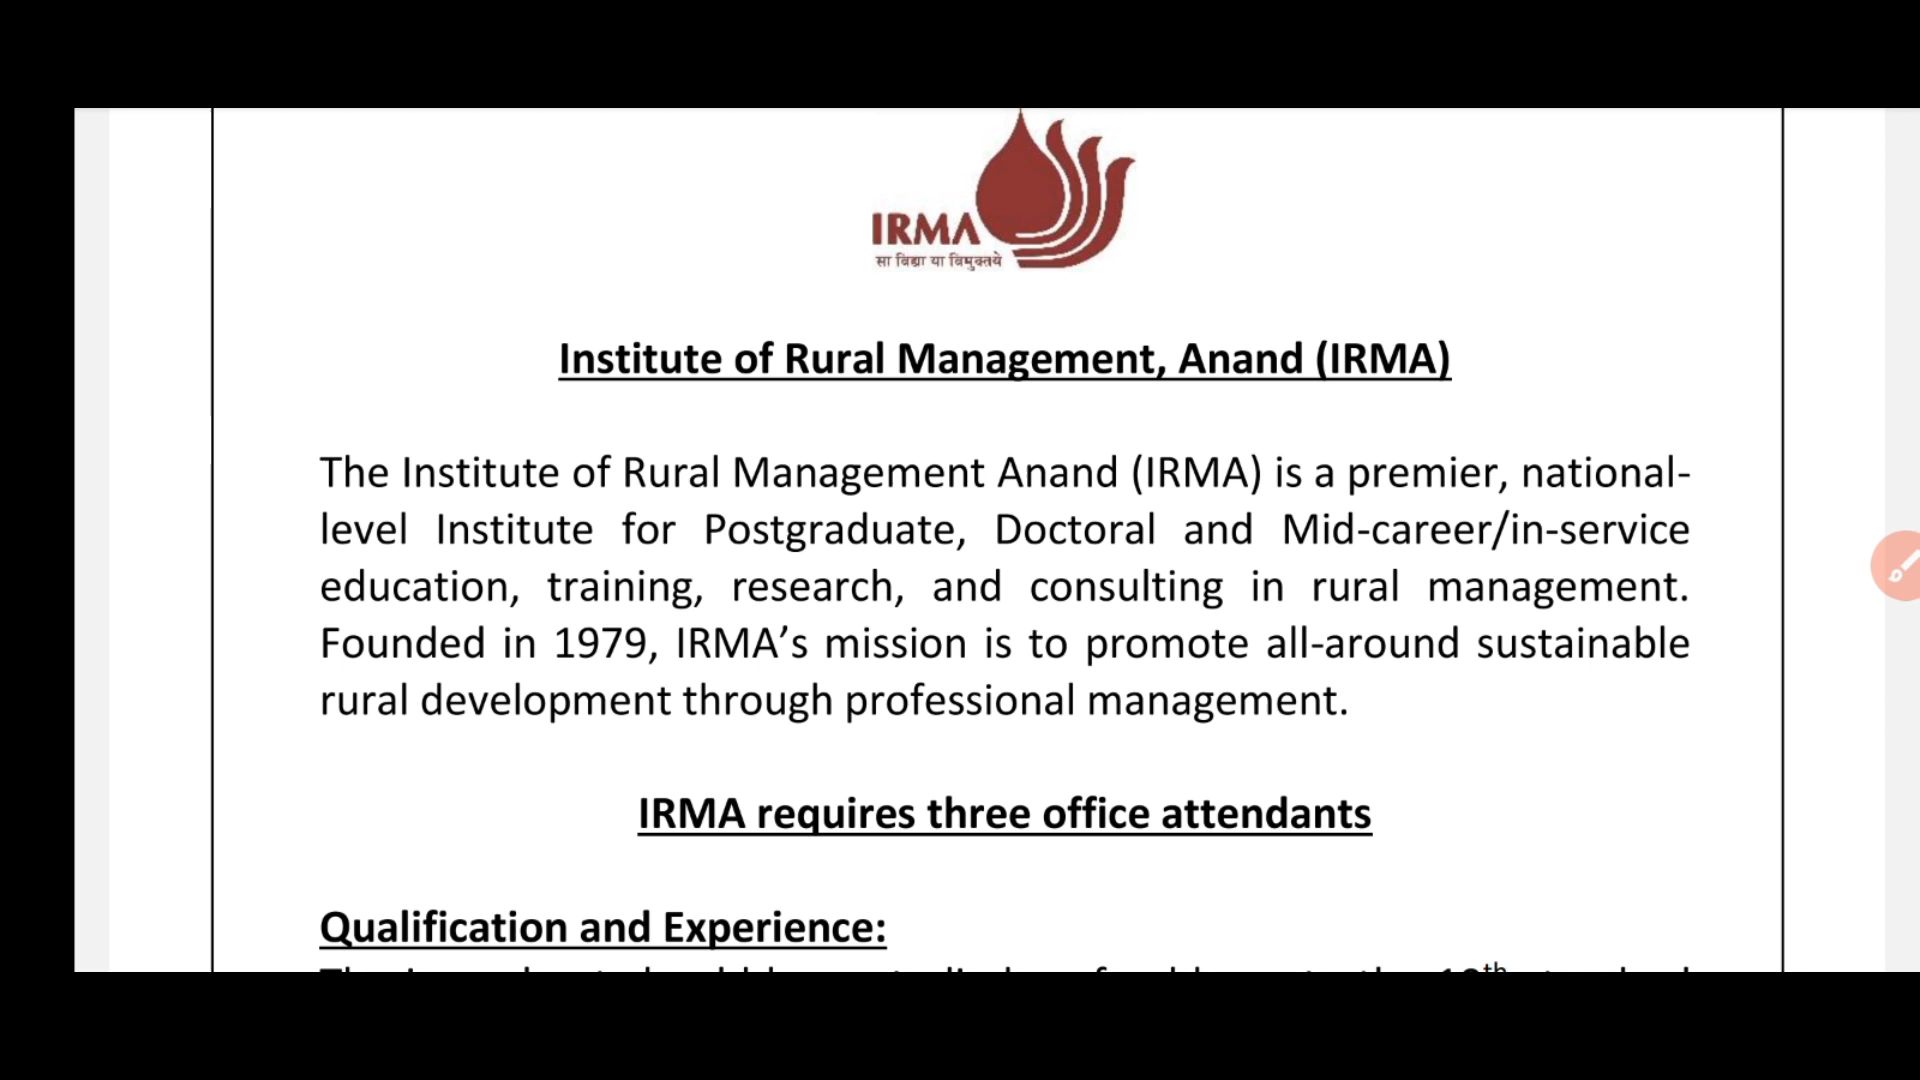 IRMA
सा विद्या या विमुक्तये
Institute of Rural Management, Anand (IRMA)
The Institute of Rural Management Anand (IRMA) is a premier, national-
level Institute for Postgraduate, Doctoral and Mid-career/in-service
education, training, research, and consulting in rural management.
Founded in 1979, IRMA’s mission is to promote all-around sustainable
rural development through professional management.
IRMA requires three office attendants
Qualification and Experience: